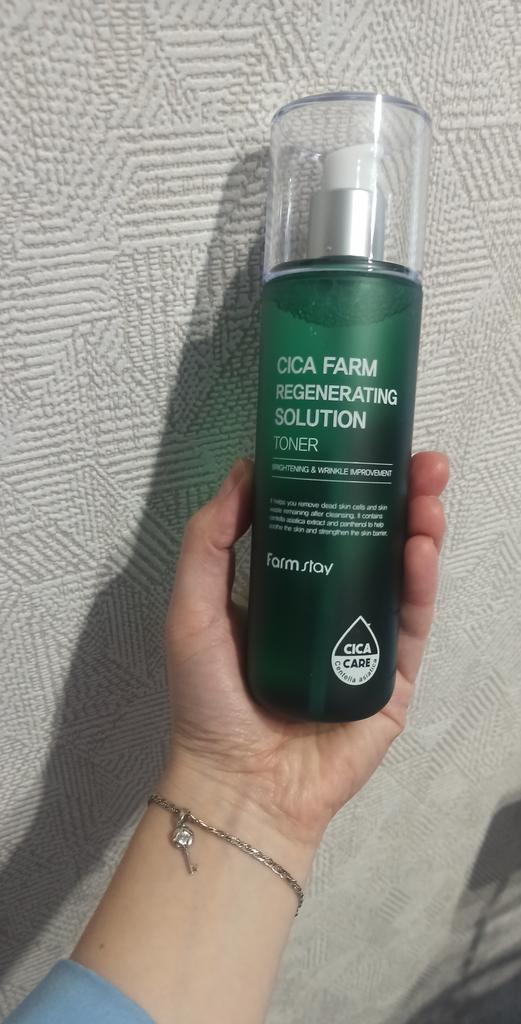 CICA FARM
REGENERATING
SOLUTION
TONER
BRIGHTENING & WRINKLE IMPROVEMENT
It helps you remove dead skin cells and skin
waste remaining after cleansing. It contains
centella asiatica extract and panthenol to help
soothe the skin and strengthen the skin barrier.
Farmstay
CICA
CARE
Centella asiatica